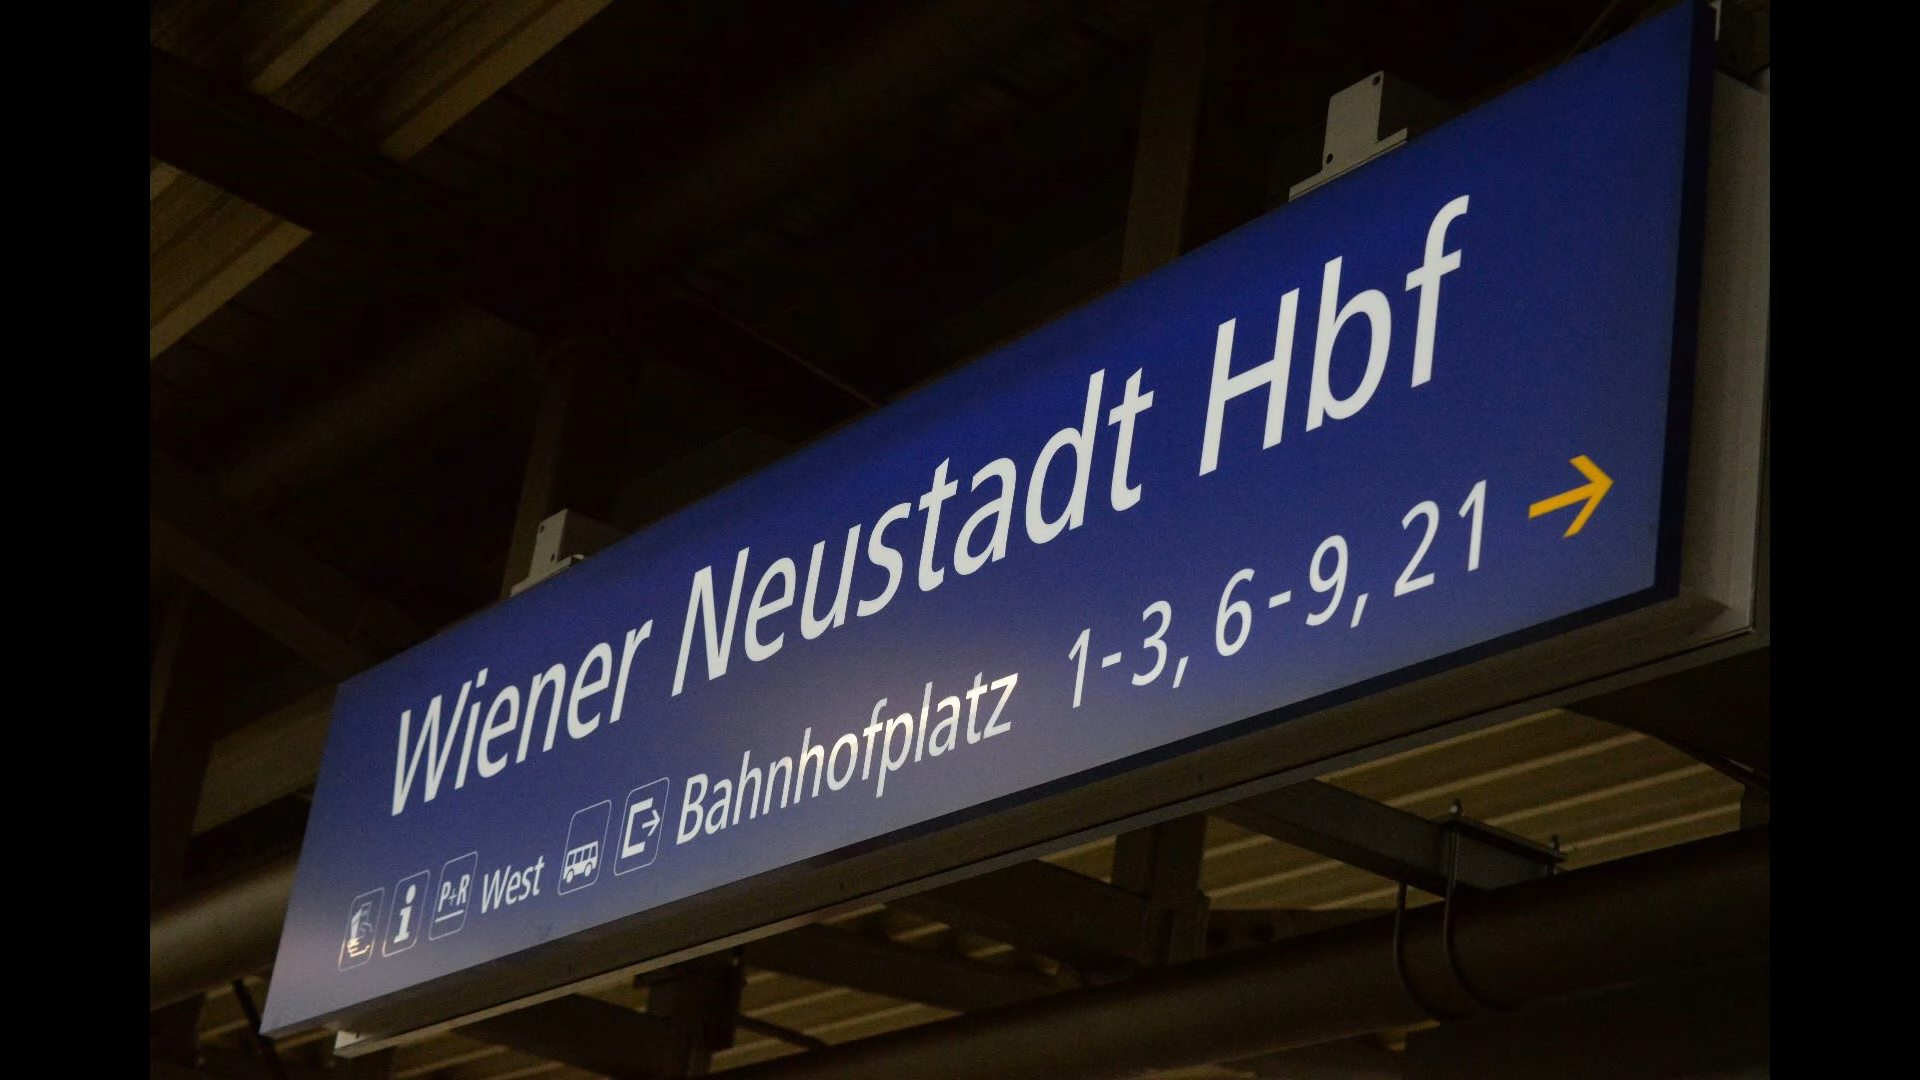 Wiener Neustadt Hbf
i P+R West Bahnhofplatz 1-3, 6-9, 21 →